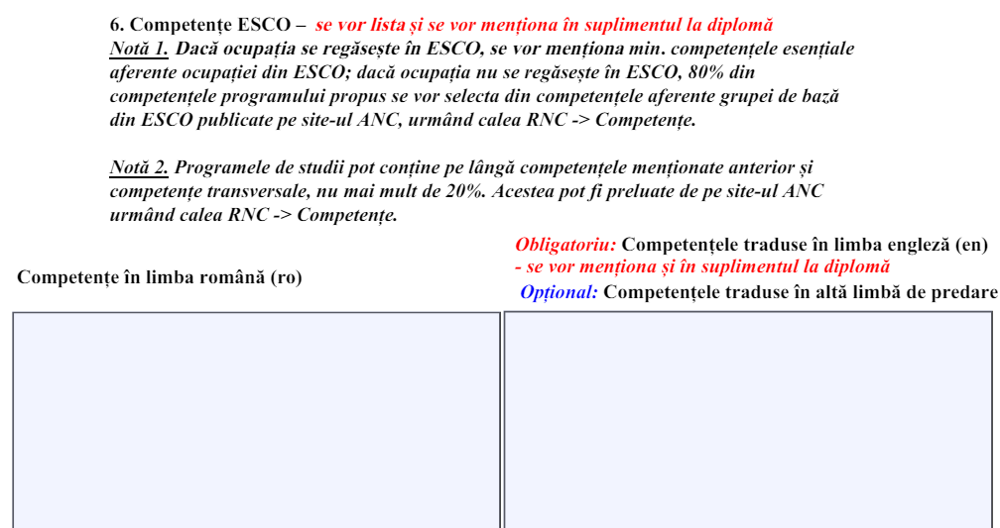 6. Competențe ESCO – se vor lista și se vor menționa în suplimentul la diplomă
Notă 1. Dacă ocupația se regăsește în ESCO, se vor menționa min. competențele esențiale
aferente ocupației din ESCO; dacă ocupația nu se regăsește în ESCO, 80% din
competențele programului propus se vor selecta din competențele aferente grupei de bază
din ESCO publicate pe site-ul ANC, urmând calea RNC -> Competențe.
Notă 2. Programele de studii pot conține pe lângă competențele menționate anterior și
competențe transversale, nu mai mult de 20%. Acestea pot fi preluate de pe site-ul ANC
urmând calea RNC -> Competențe.
Competențe în limba română (ro)
Obligatoriu: Competențele traduse în limba engleză (en)
- se vor menționa și în suplimentul la diplomă
Opțional: Competențele traduse în altă limbă de predare